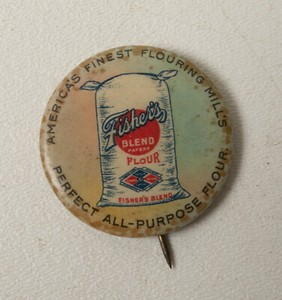 AMERICA'S FINEST FLOURING MILLS
Fisher's
BLEND
PATENT
FLOUR
FISHER'S BLEND
PERFECT ALL-PURPOSE FLOUR